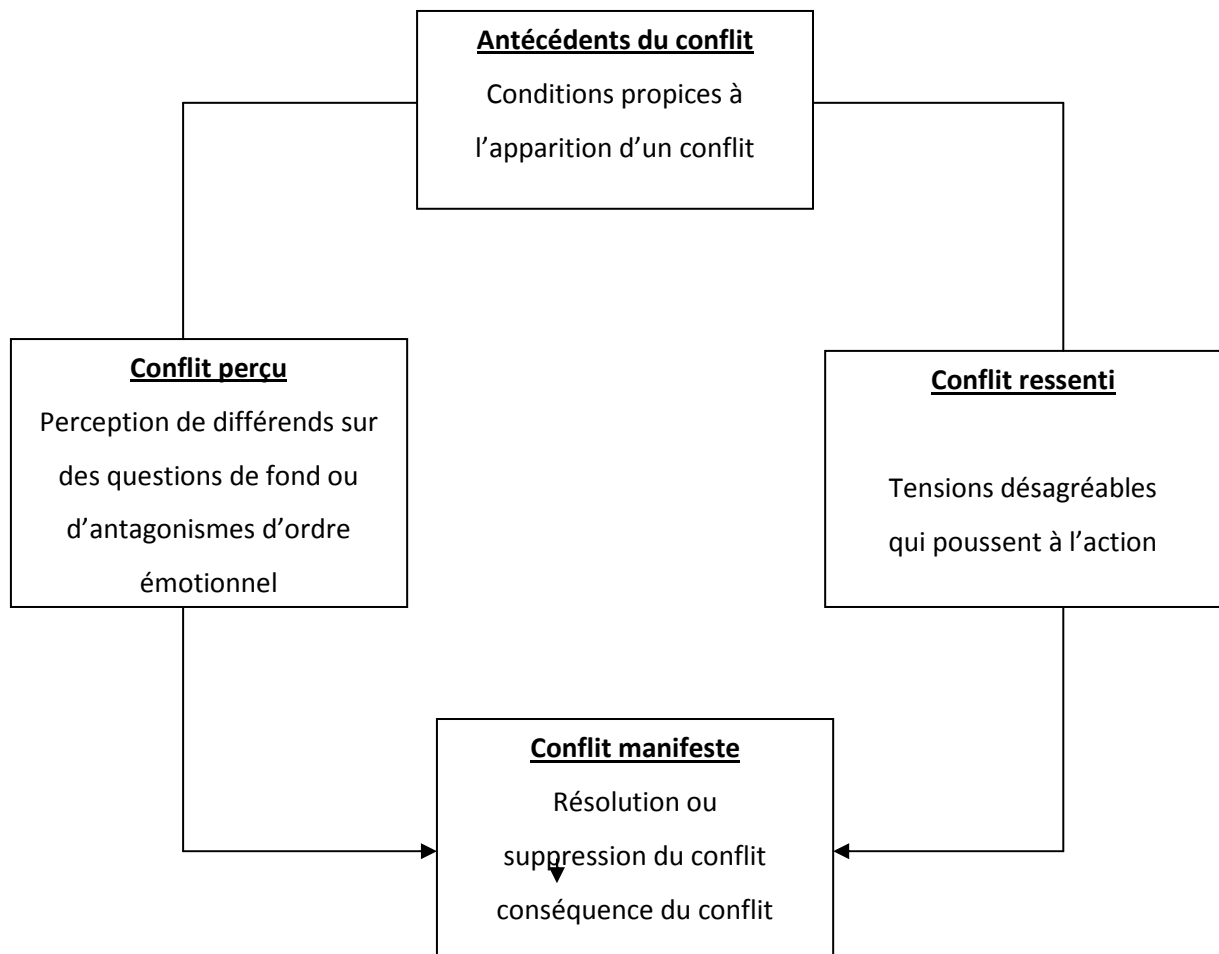 Antécédents du conflit
Conditions propices à
l’apparition d’un conflit
Conflit perçu
Perception de différends sur
des questions de fond ou
d’antagonismes d’ordre
émotionnel
Conflit ressenti
Tensions désagréables
qui poussent à l’action
Conflit manifeste
Résolution ou
suppression du conflit
conséquence du conflit